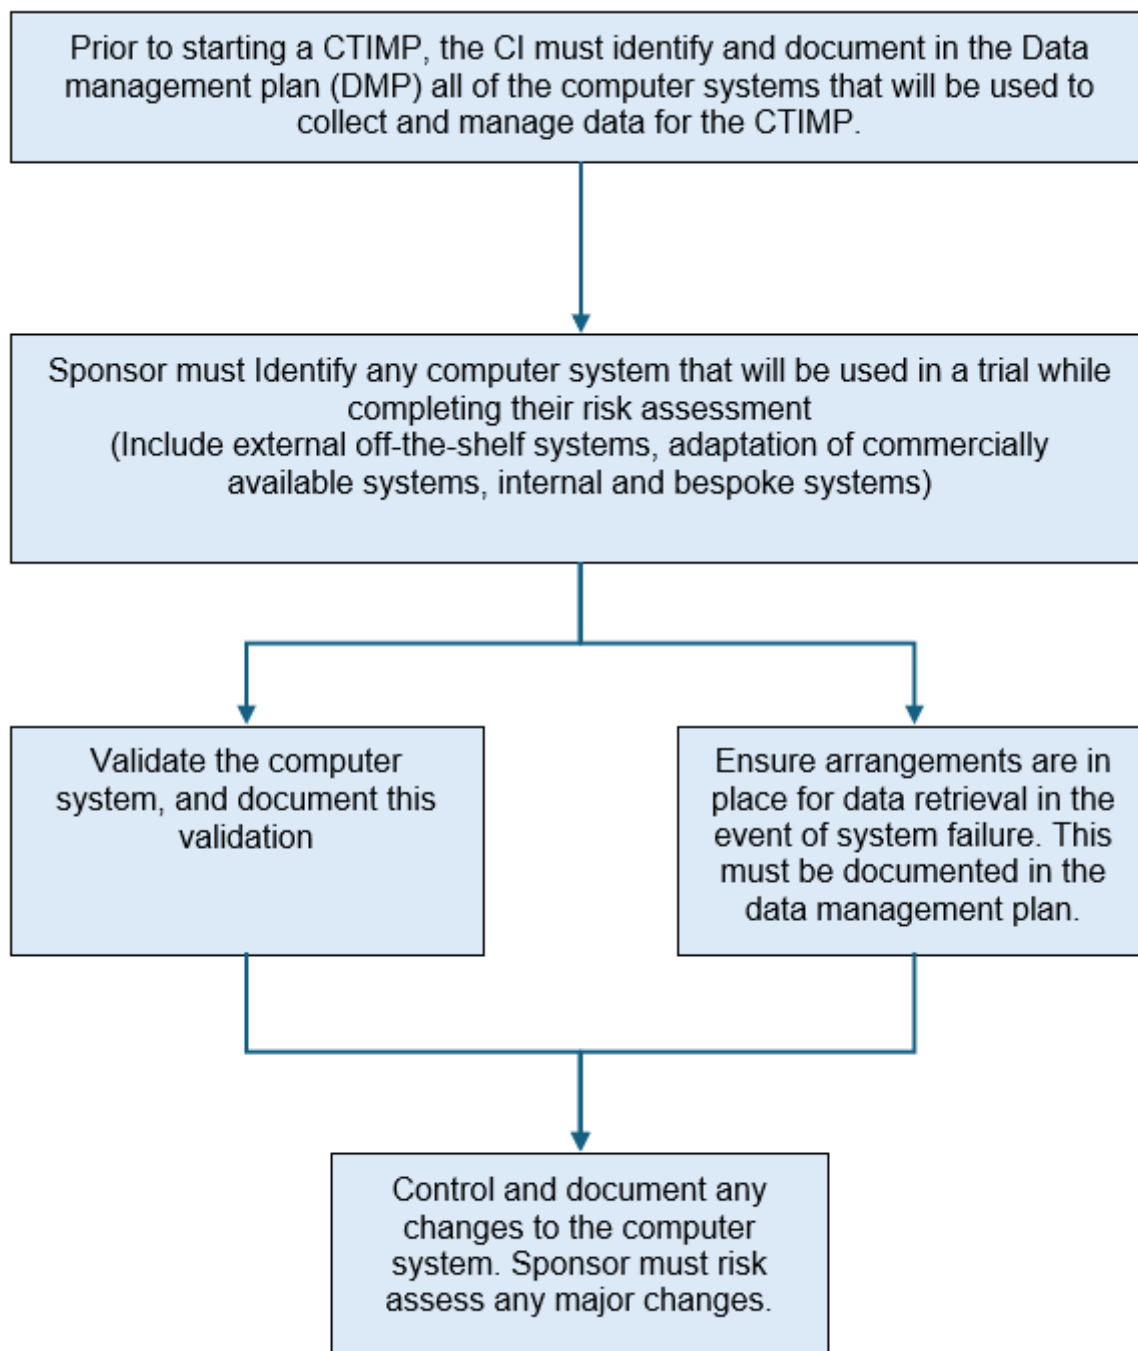 Prior to starting a CTIMP, the CI must identify and document in the Data
management plan (DMP) all of the computer systems that will be used to
collect and manage data for the CTIMP.
Sponsor must Identify any computer system that will be used in a trial while
completing their risk assessment
(Include external off-the-shelf systems, adaptation of commercially
available systems, internal and bespoke systems)
Validate the computer
system, and document this
validation
Ensure arrangements are in
place for data retrieval in the
event of system failure. This
must be documented in the
data management plan.
Control and document any
changes to the computer
system. Sponsor must risk
assess any major changes.